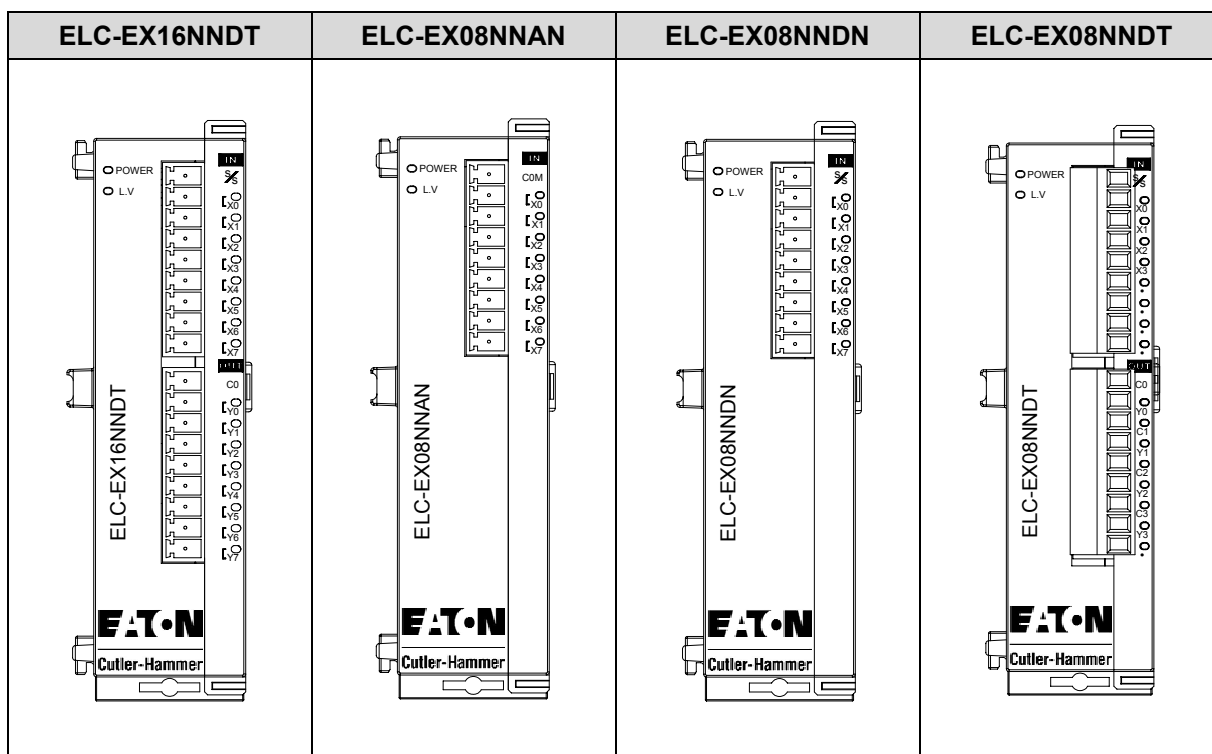 ELC-EX16NNDT
ELC-EX08NNAN
ELC-EX08NNDN
ELC-EX08NNDT
POWER
L.V
IN
S/S
X0
X1
X2
X3
X4
X5
X6
X7
OUT
C0
Y0
Y1
Y2
Y3
Y4
Y5
Y6
Y7
ELC-EX16NNDT
EATON
Cutler-Hammer
POWER
L.V
IN
C0M
X0
X1
X2
X3
X4
X5
X6
X7
ELC-EX08NNAN
EATON
Cutler-Hammer
POWER
L.V
IN
S/S
X0
X1
X2
X3
X4
X5
X6
X7
ELC-EX08NNDN
EATON
Cutler-Hammer
POWER
L.V
IN
S/S
X0
X1
X2
X3
OUT
C0
Y0
C1
Y1
C2
Y2
C3
Y3
ELC-EX08NNDT
EATON
Cutler-Hammer